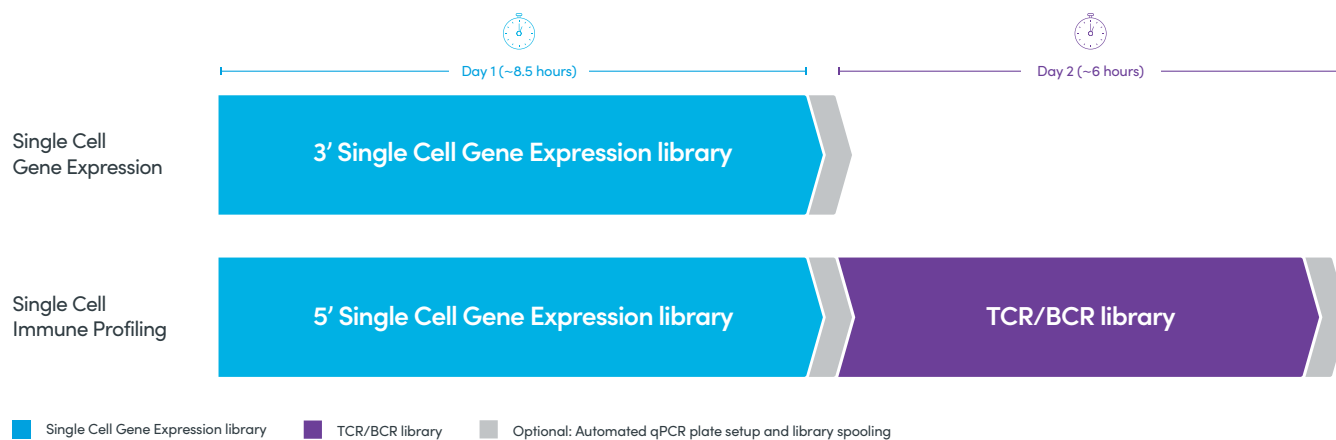 Day 1 (~8.5 hours)
Day 2 (~6 hours)
Single Cell
Gene Expression
3′ Single Cell Gene Expression library
Single Cell
Immune Profiling
5′ Single Cell Gene Expression library
TCR/BCR library
Single Cell Gene Expression library
TCR/BCR library
Optional: Automated qPCR plate setup and library spooling